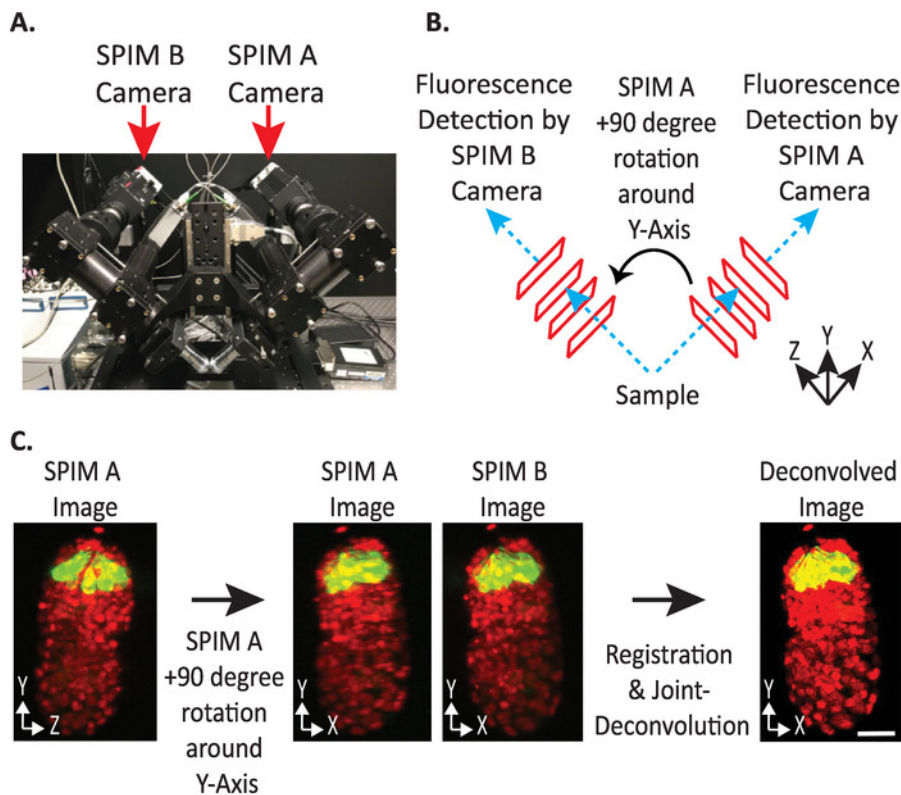 A.
SPIM B
Camera
SPIM A
Camera
B.
Fluorescence
Detection by
SPIM B
Camera
SPIM A
+90 degree
rotation
around
Y-Axis
Fluorescence
Detection by
SPIM A
Camera
Sample
Z
Y
X
C.
SPIM A
Image
Y
Z
SPIM A
+90 degree
rotation
around
Y-Axis
SPIM A
Image
Y
X
SPIM B
Image
Y
X
Registration
& Joint-
Deconvolution
Deconvolved
Image
Y
X